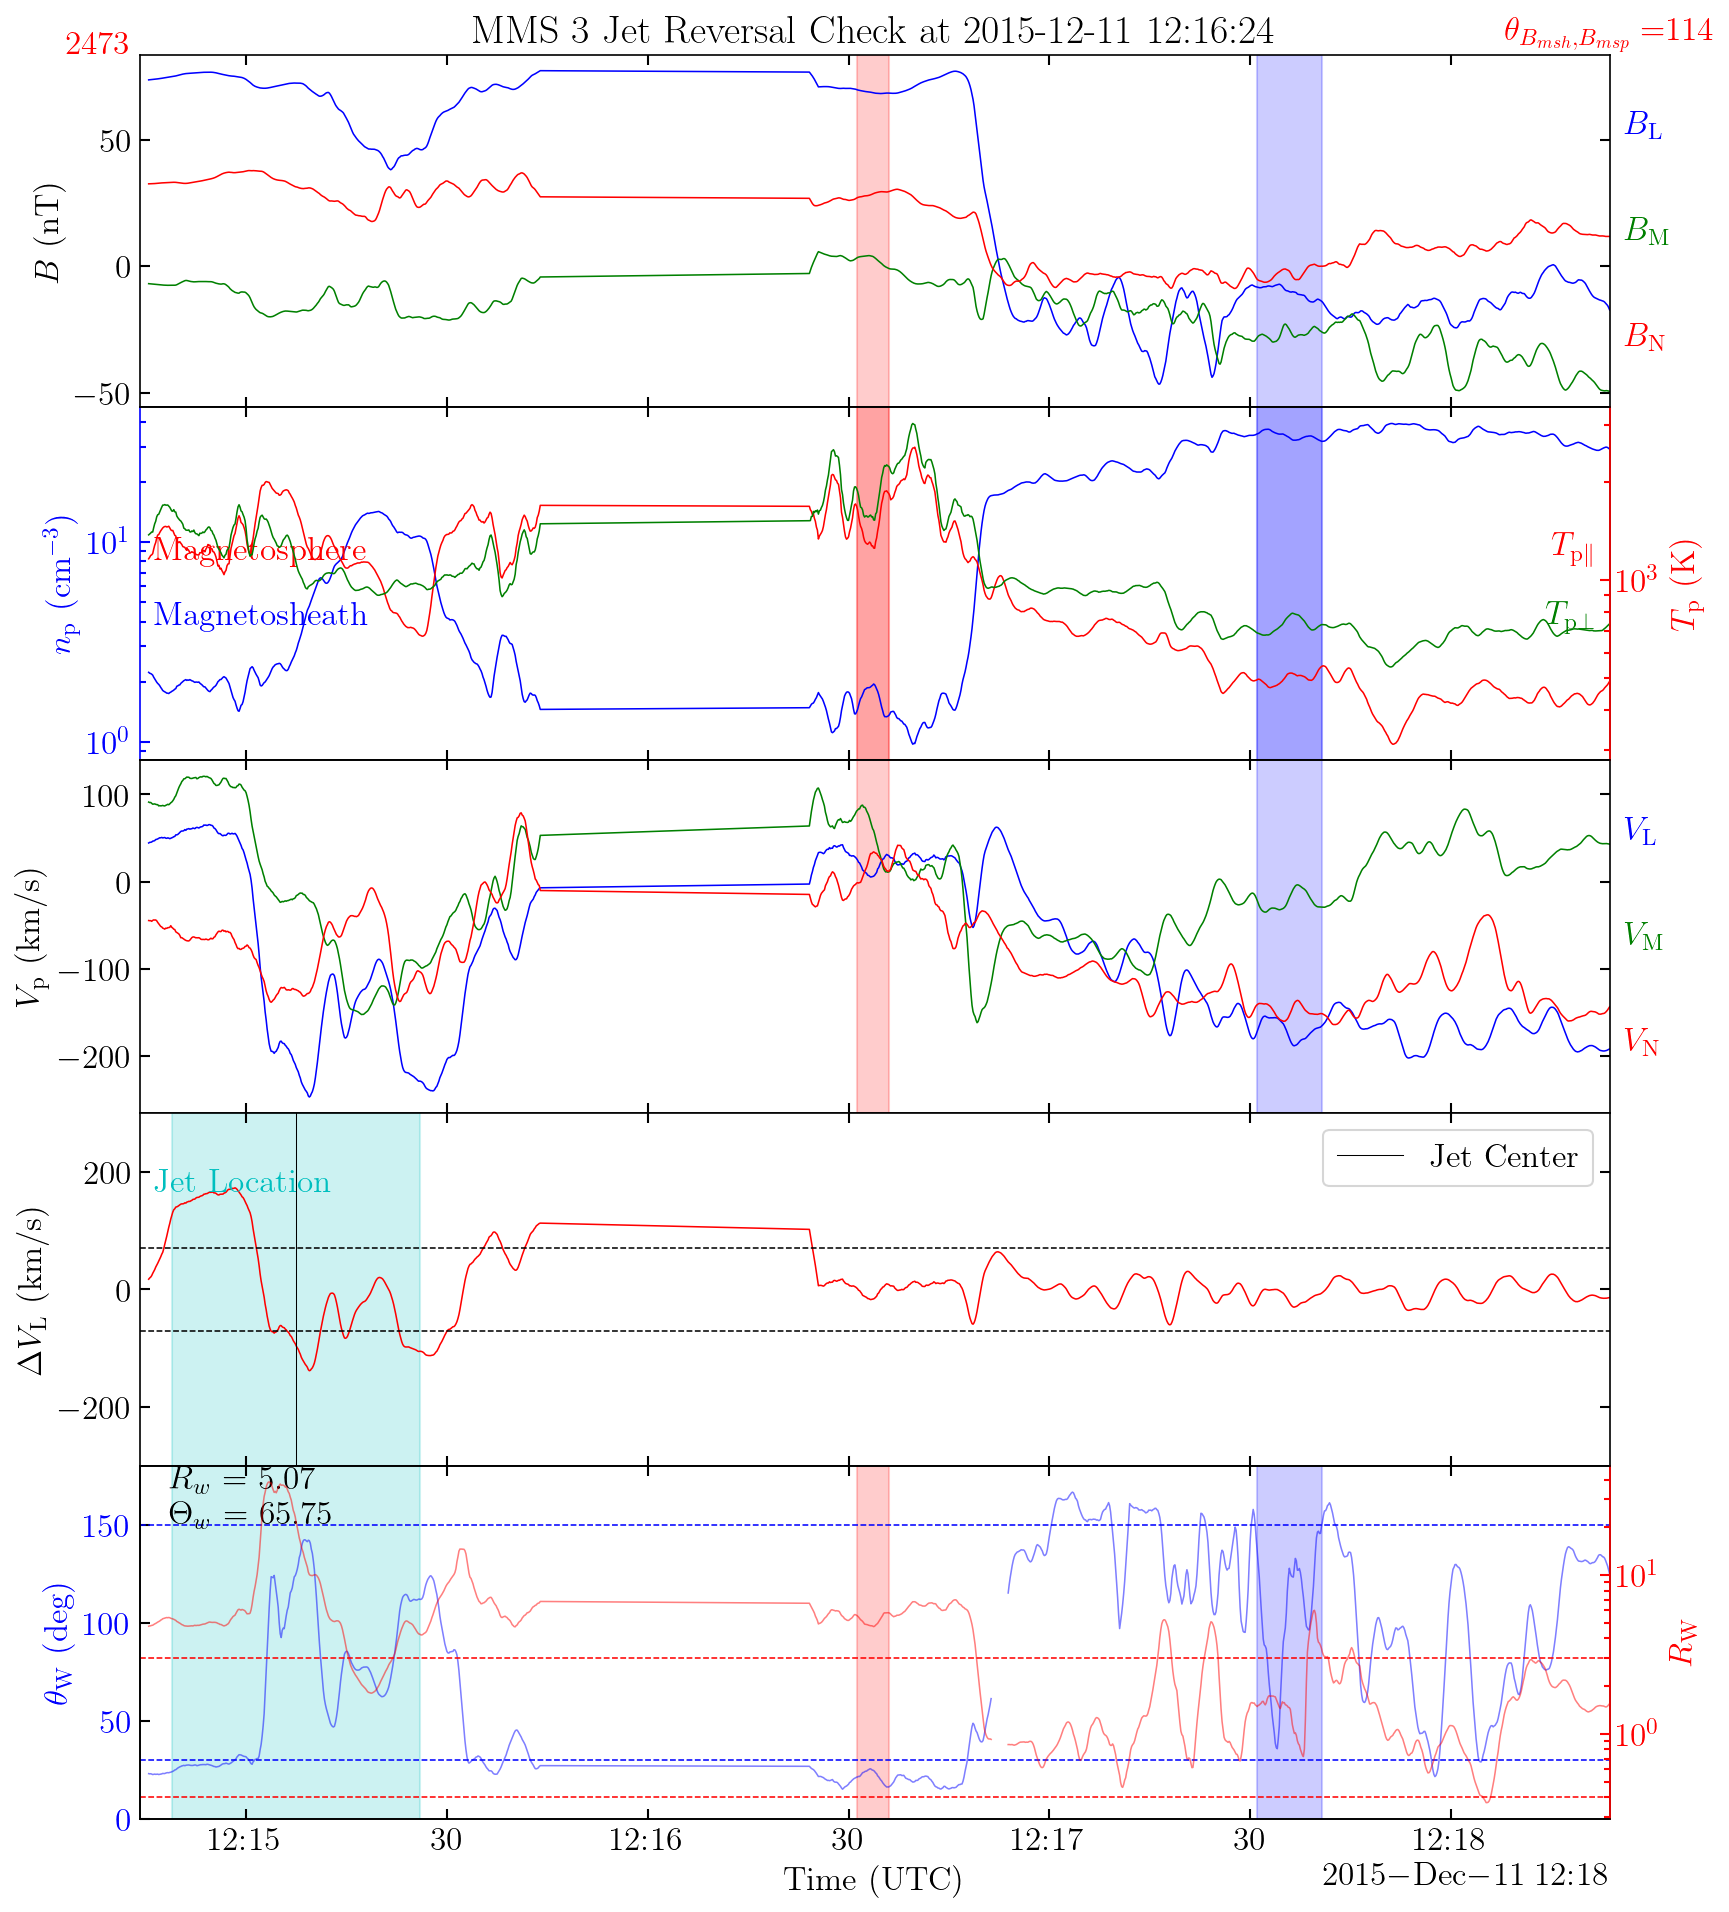 MMS 3 Jet Reversal Check at 2015-12-11 12:16:24
2473
θ_{B_{msh},B_{msp}} =114
B (nT)
50
0
−50
B_L
B_M
B_N
n_p (cm^{−3})
10^1
10^0
Magnetosphere
Magnetosheath
T_{p∥}
T_{p⊥}
10^3
T_p (K)
V_p (km/s)
100
0
−100
−200
V_L
V_M
V_N
ΔV_L (km/s)
200
0
−200
Jet Location
Jet Center
R_w = 5.07
Θ_w = 65.75
θ_W (deg)
150
100
50
0
10^1
10^0
R_W
12:15 30 12:16 30 12:17 30 12:18
Time (UTC)
2015−Dec−11 12:18